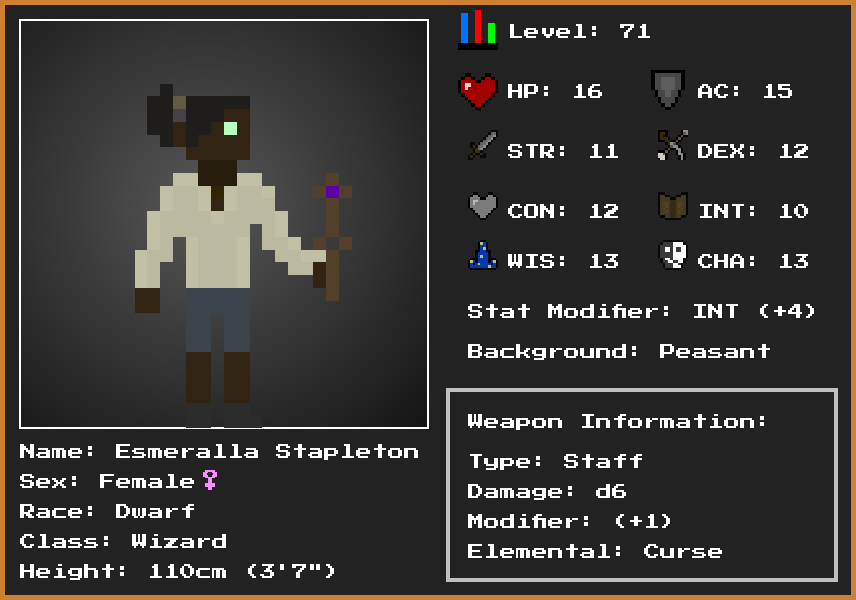 Level: 71
HP: 16
AC: 15
STR: 11
DEX: 12
CON: 12
INT: 10
WIS: 13
CHA: 13
Stat Modifier: INT (+4)
Background: Peasant
Weapon Information:
Type: Staff
Damage: d6
Modifier: (+1)
Elemental: Curse
Name: Esmeralla Stapleton
Sex: Female♀
Race: Dwarf
Class: Wizard
Height: 110cm (3'7")